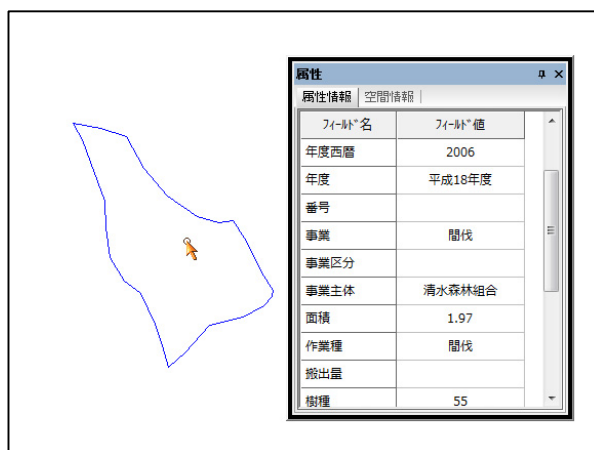 属性
属性情報 空間情報
フィールド名 フィールド値
年度西暦 2006
年度 平成18年度
番号
事業 間伐
事業区分
事業主体 清水森林組合
面積 1.97
作業種 間伐
搬出量
樹種 55